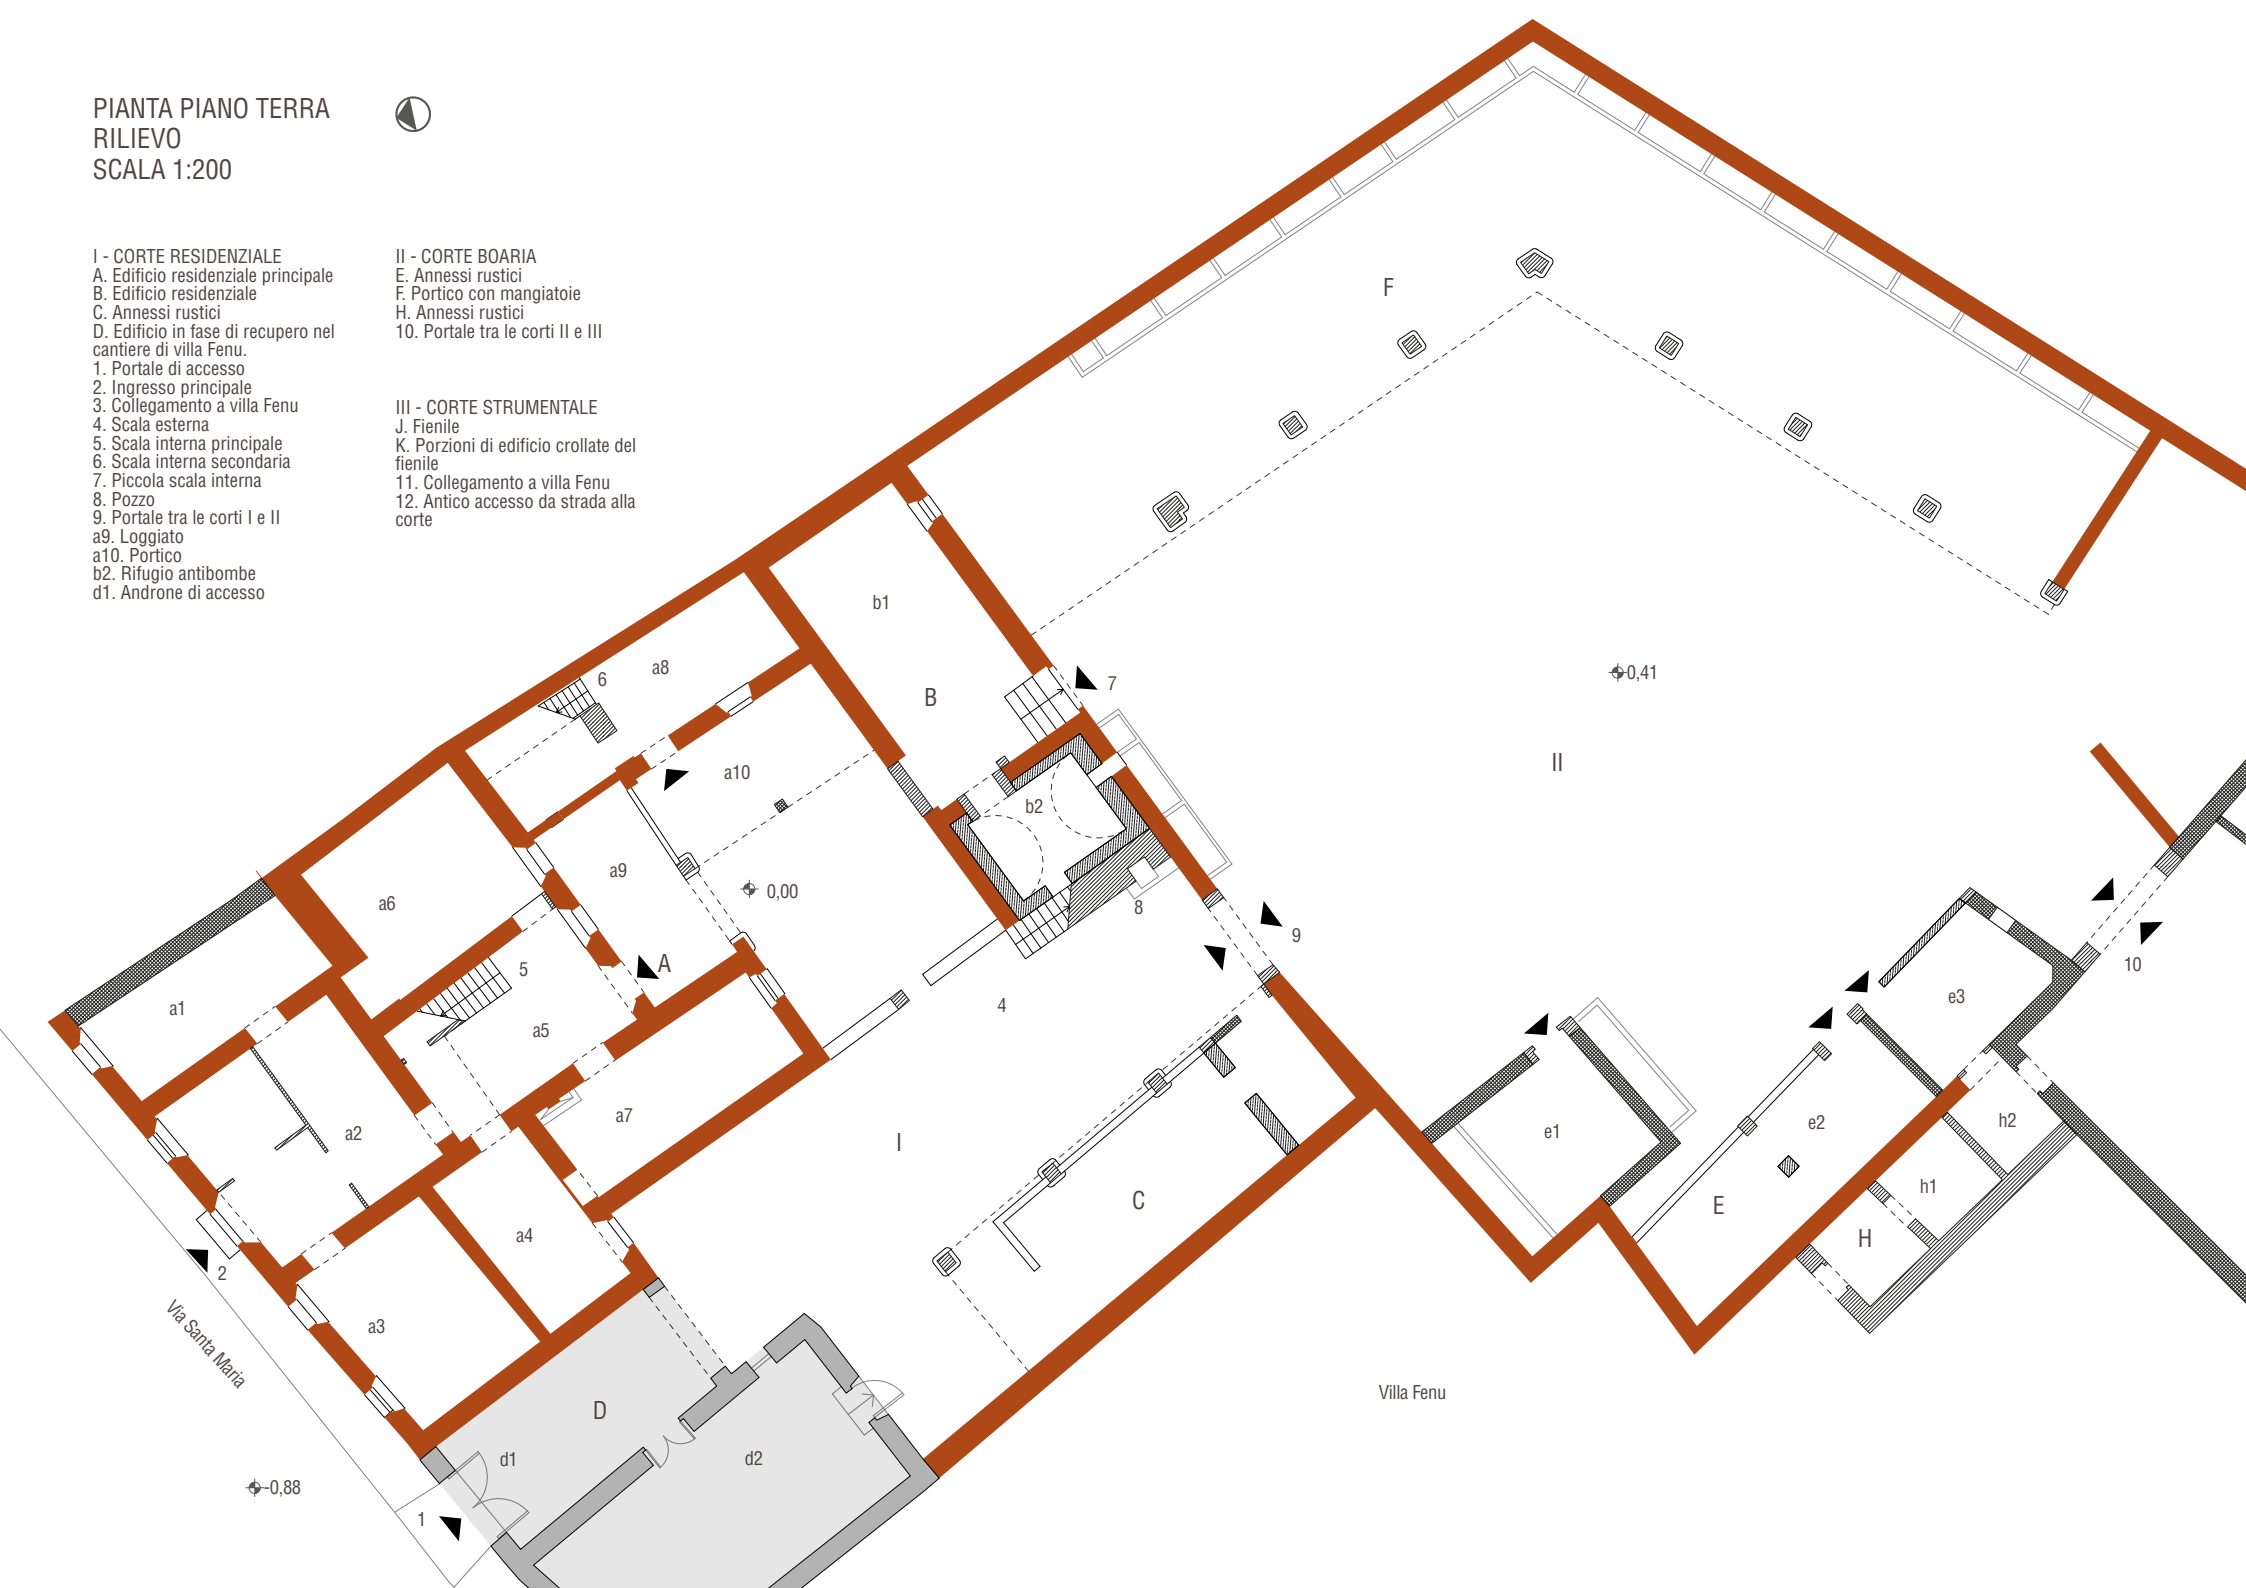 PIANTA PIANO TERRA
RILIEVO
SCALA 1:200
I - CORTE RESIDENZIALE
A. Edificio residenziale principale
B. Edificio residenziale
C. Annessi rustici
D. Edificio in fase di recupero nel
cantiere di villa Fenu.
1. Portale di accesso
2. Ingresso principale
3. Collegamento a villa Fenu
4. Scala esterna
5. Scala interna principale
6. Scala interna secondaria
7. Piccola scala interna
8. Pozzo
9. Portale tra le corti I e II
a9. Loggiato
a10. Portico
b2. Rifugio antibombe
d1. Androne di accesso
II - CORTE BOARIA
E. Annessi rustici
F. Portico con mangiatoie
H. Annessi rustici
10. Portale tra le corti II e III
III - CORTE STRUMENTALE
J. Fienile
K. Porzioni di edificio crollate del
fienile
11. Collegamento a villa Fenu
12. Antico accesso da strada alla
corte
F
b1
a8
6
-0,41
7
B
II
a10
b2
a9
0,00
a6
8
9
A
5
10
e3
a1
4
a5
a7
h2
e2
a2
e1
I
h1
C
E
a4
H
2
a3
Via Santa Maria
Villa Fenu
D
d1
d2
-0,88
1